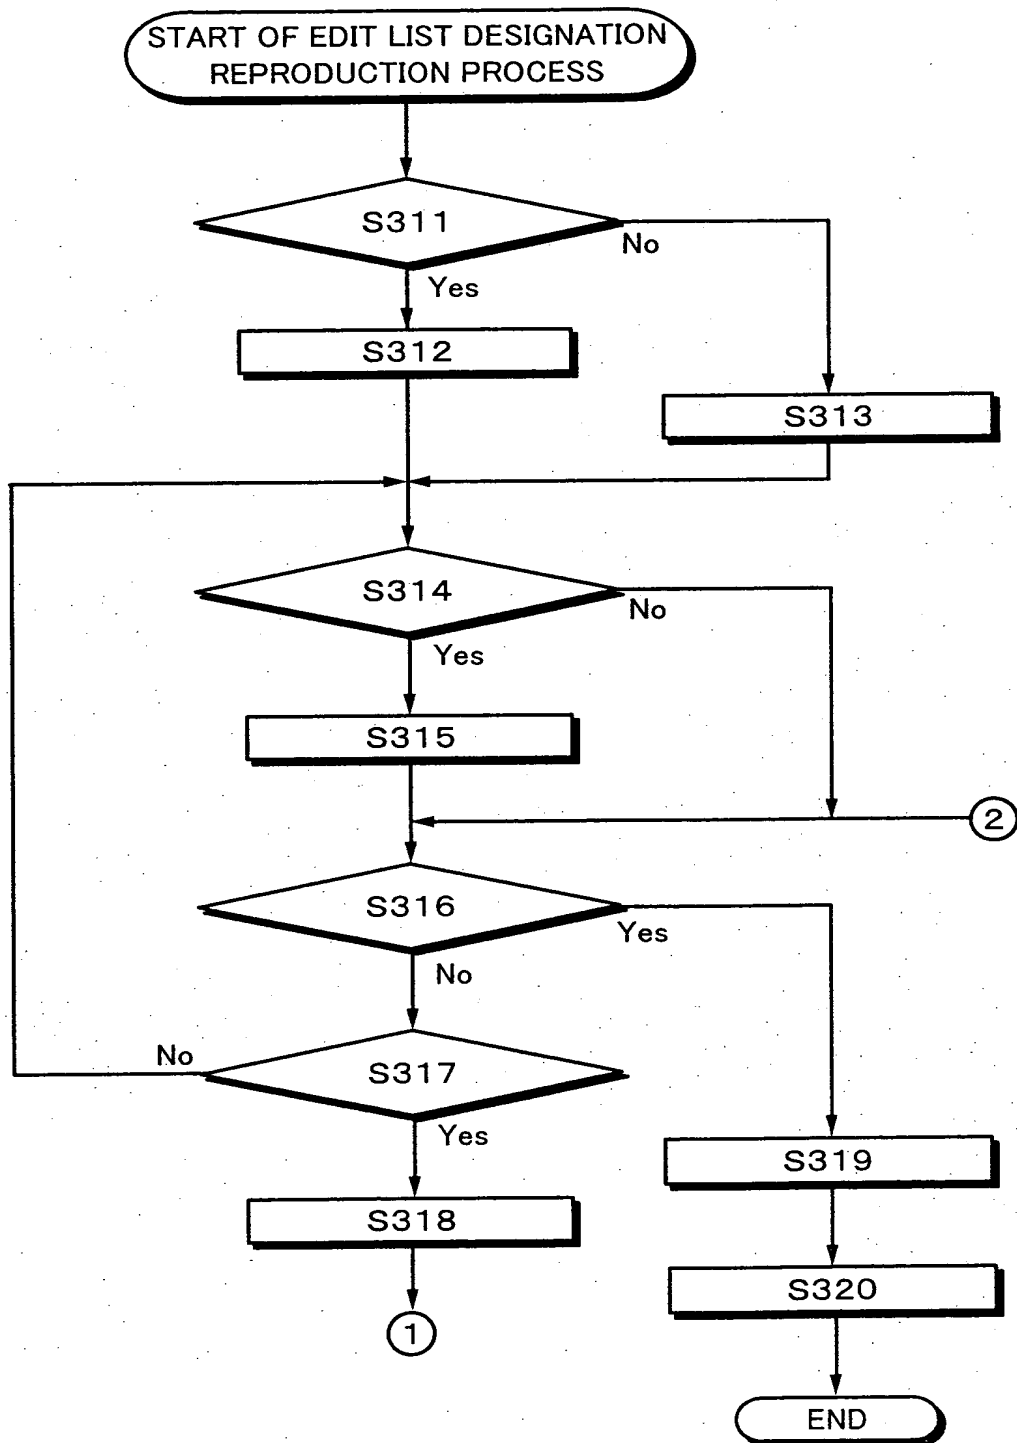 START OF EDIT LIST DESIGNATION
REPRODUCTION PROCESS
S311
No
Yes
S312
S313
S314
No
Yes
S315
2
S316
Yes
No
No
S317
Yes
S319
S318
S320
1
END